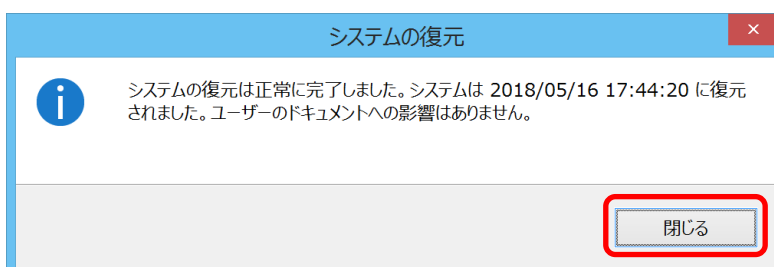 システムの復元
システムの復元は正常に完了しました。システムは 2018/05/16 17:44:20 に復元
されました。ユーザーのドキュメントへの影響はありません。
閉じる